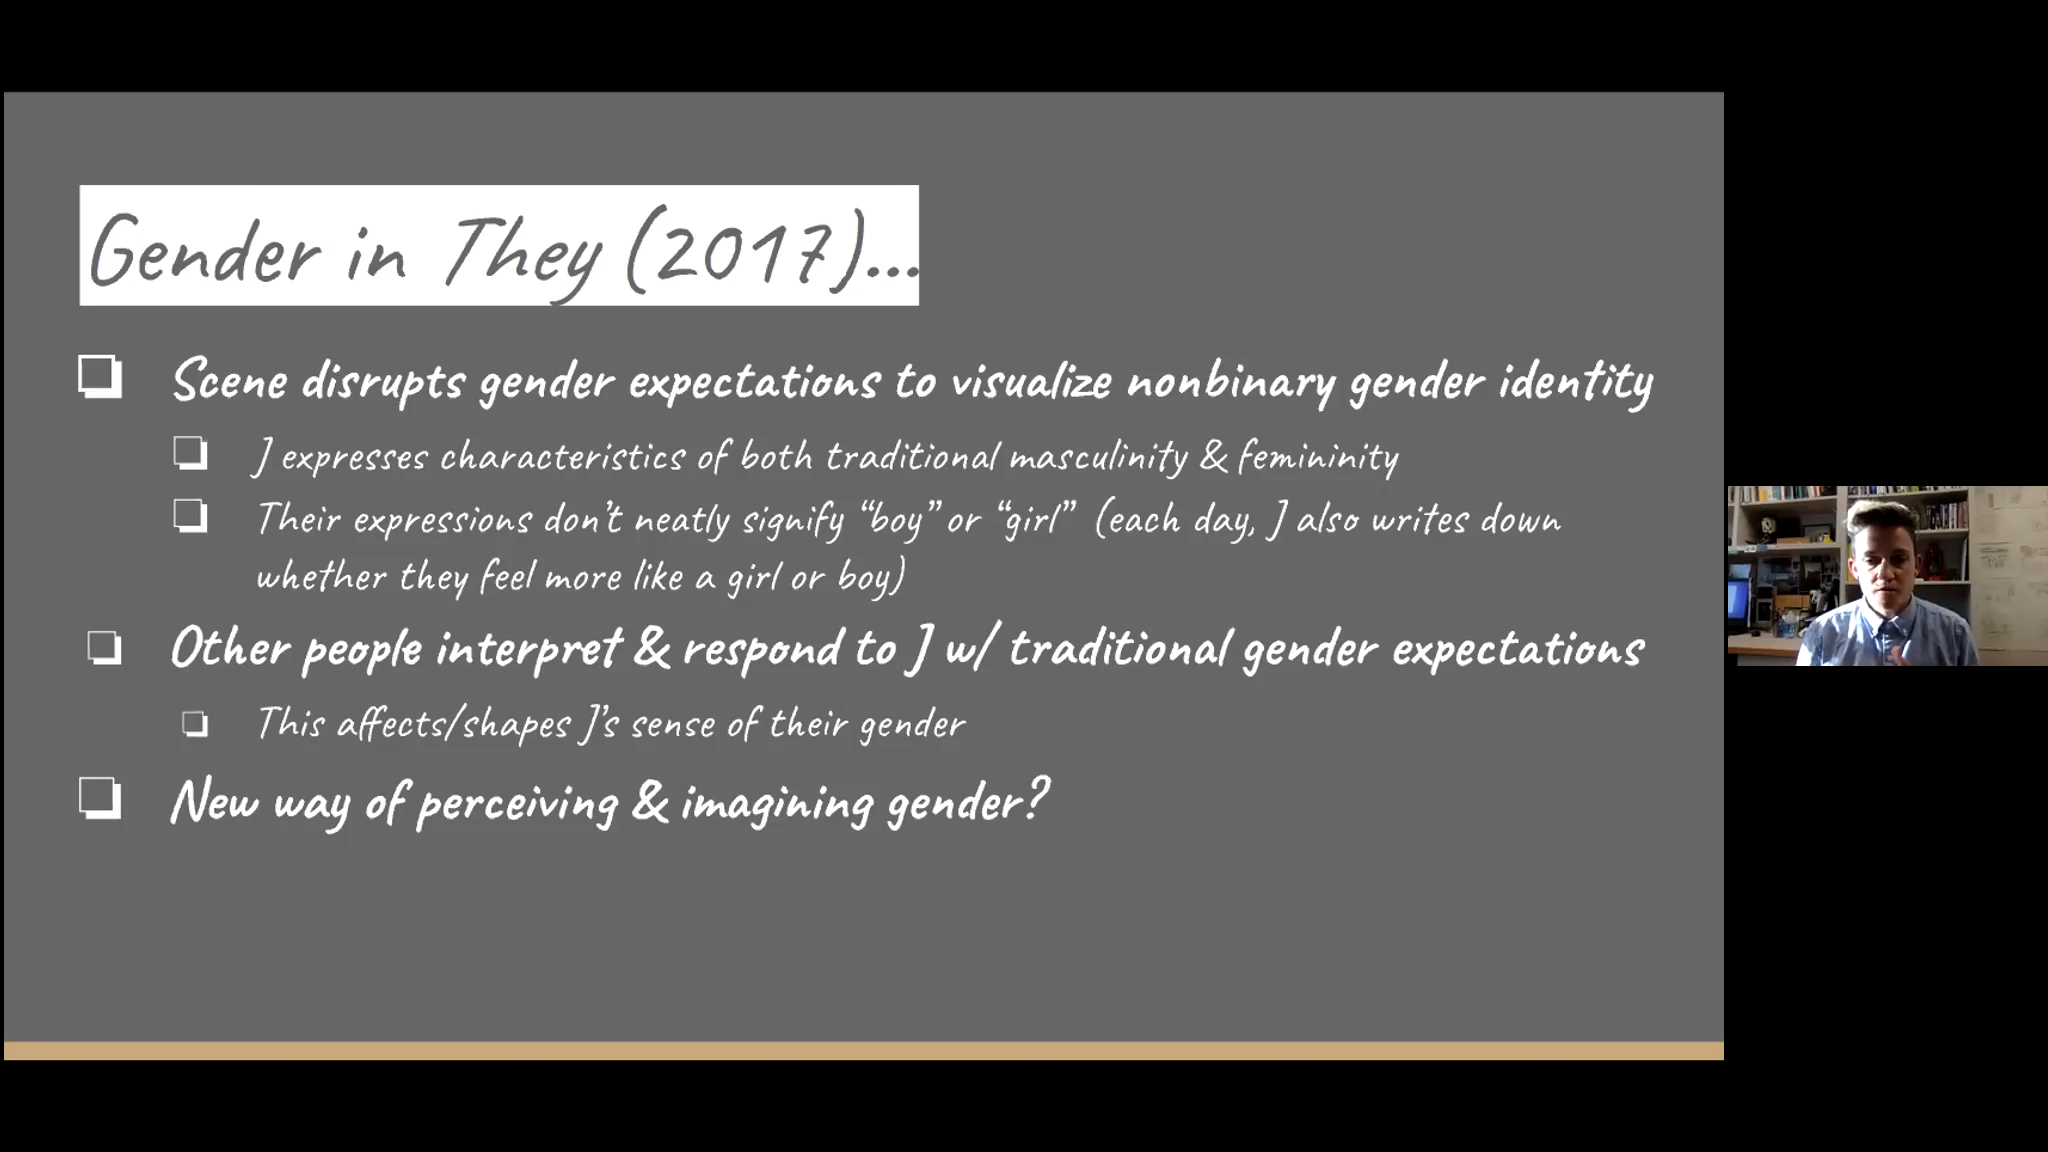 Gender in They (2017)...
Scene disrupts gender expectations to visualize nonbinary gender identity
J expresses characteristics of both traditional masculinity & femininity
Their expressions don't neatly signify “boy” or “girl” (each day, J also writes down
whether they feel more like a girl or boy)
Other people interpret & respond to J w/ traditional gender expectations
This affects/shapes J's sense of their gender
New way of perceiving & imagining gender?